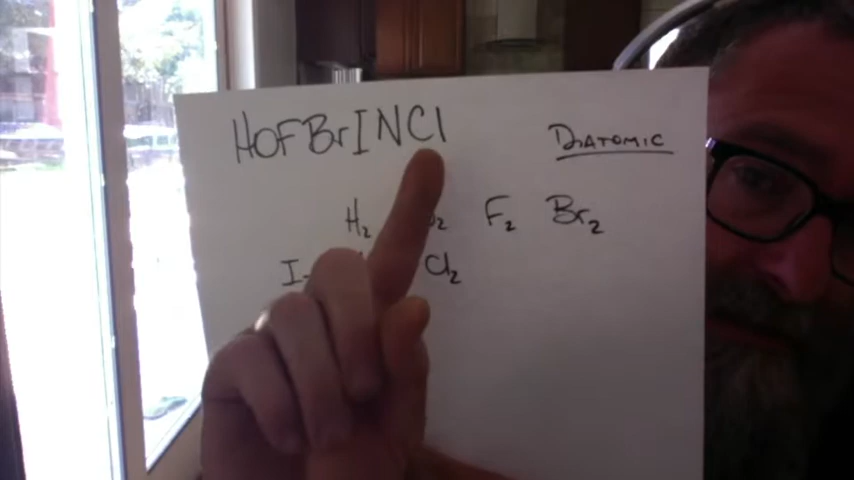 HOFBrINCl
DIATOMIC
H₂ F₂ Br₂
I Cl₂